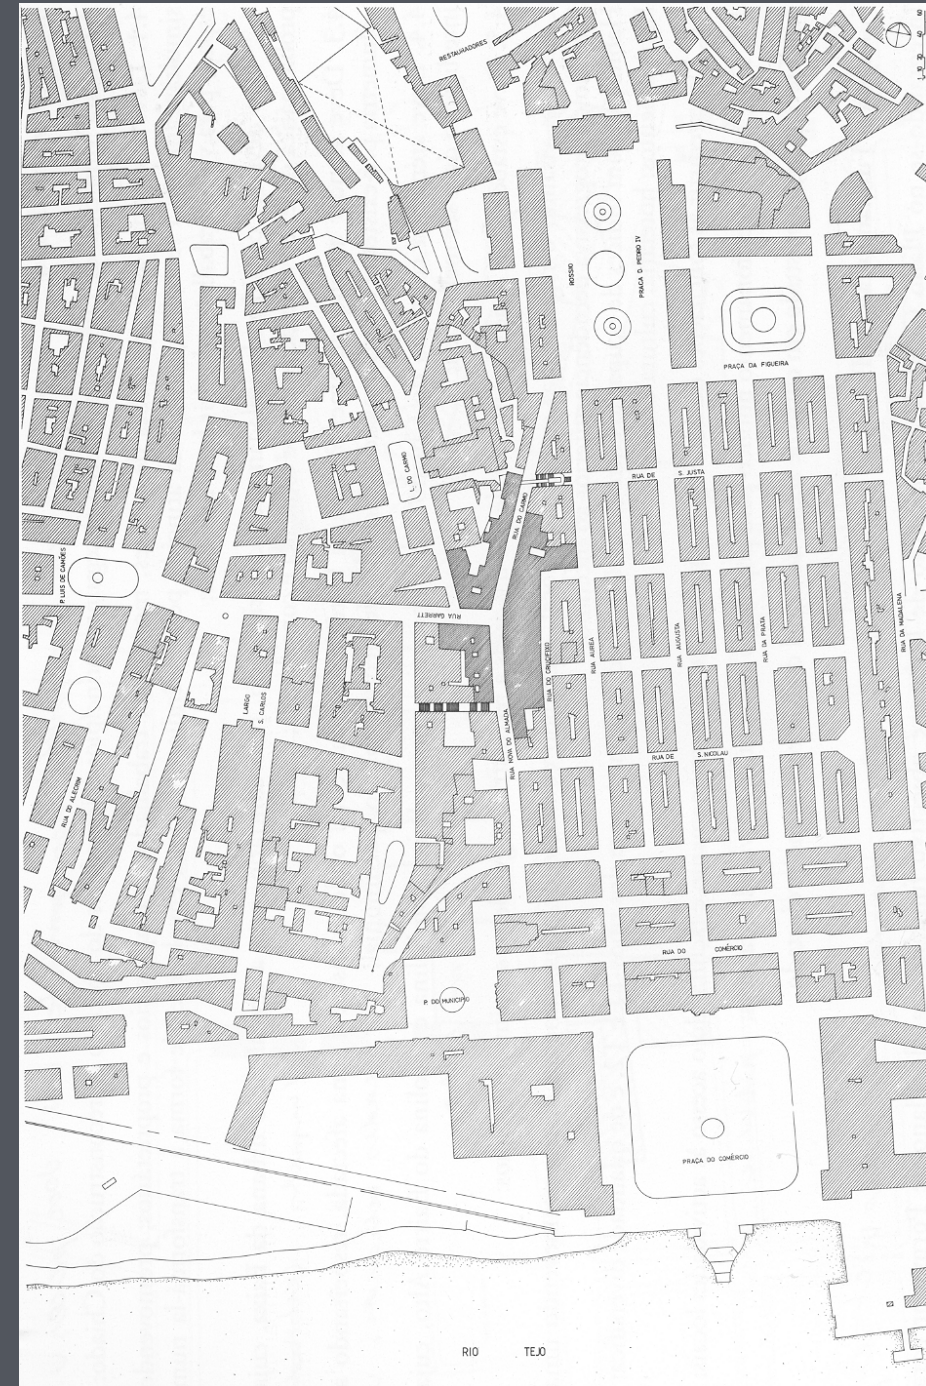 RESTAURADORES
ROSSIO
PRAÇA D. PEDRO IV
PRAÇA DA FIGUEIRA
L. DO CARMO
RUA DE S. JUSTA
RUA DO CARMO
P. LUIS DE CAMÕES
RUA GARRETT
RUA DO CRUCIFIXO
RUA AUREA
RUA AUGUSTA
RUA DA PRATA
RUA DA MADALENA
LARGO
S. CARLOS
RUA NOVA DO ALMADA
RUA DE S. NICOLAU
RUA DO ALECRIM
RUA DO COMÉRCIO
P. DO MUNICIPIO
PRAÇA DO COMÉRCIO
RIO TEJO